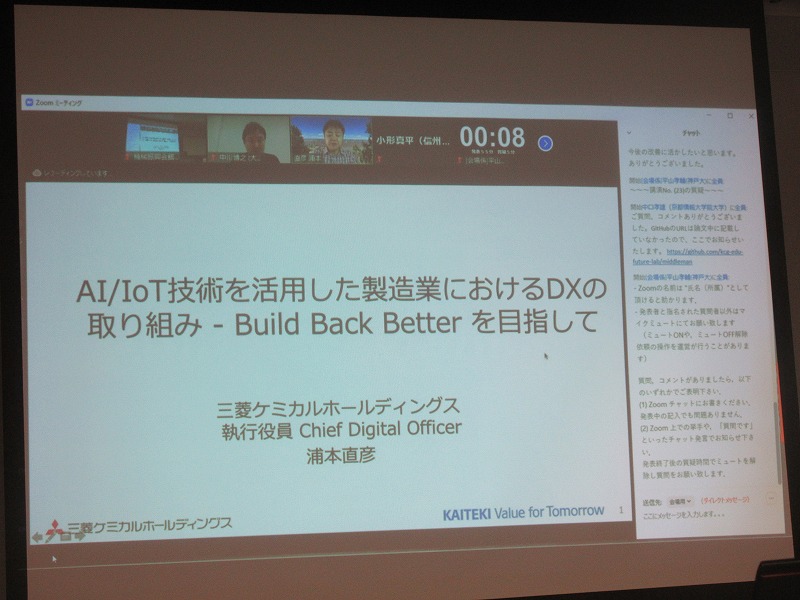 Zoom ミーティング
小形真平（信州...
00:08
レコーディングしています
AI/IoT技術を活用した製造業におけるDXの
取り組み - Build Back Better を目指して
三菱ケミカルホールディングス
執行役員 Chief Digital Officer
浦本直彦
三菱ケミカルホールディングス
KAITEKI Value for Tomorrow
1
チャット
今後の改善に活かしたいと思います。
ありがとうございました。
～～～講演No. (23)の質疑～～～
ご質問、コメントありがとうございま
した。GitHubのURLは論文中に記載し
ていなかったので、ここでお知らせい
たします。
- Zoomの名前は"氏名（所属）"として
頂けると助かります。
- 発表者と指名された質問者以外はマ
イクミュートにてお願い致します
（ミュートONや、ミュートOFF解除
依頼の操作を運営が行うことがありま
す）
質問、コメントがありましたら、以下
のいずれかでご表明下さい。
(1) Zoom チャットにお書きください。
発表中の記入でも問題ありません。
(2) Zoom 上での挙手や、「質問です」
といったチャット発言でお知らせ下さ
い。
発表終了後の質疑時間でミュートを解
除し質問をお願い致します。
送信先: 会場用 (ダイレクトメッセージ)
ここにメッセージを入力します...